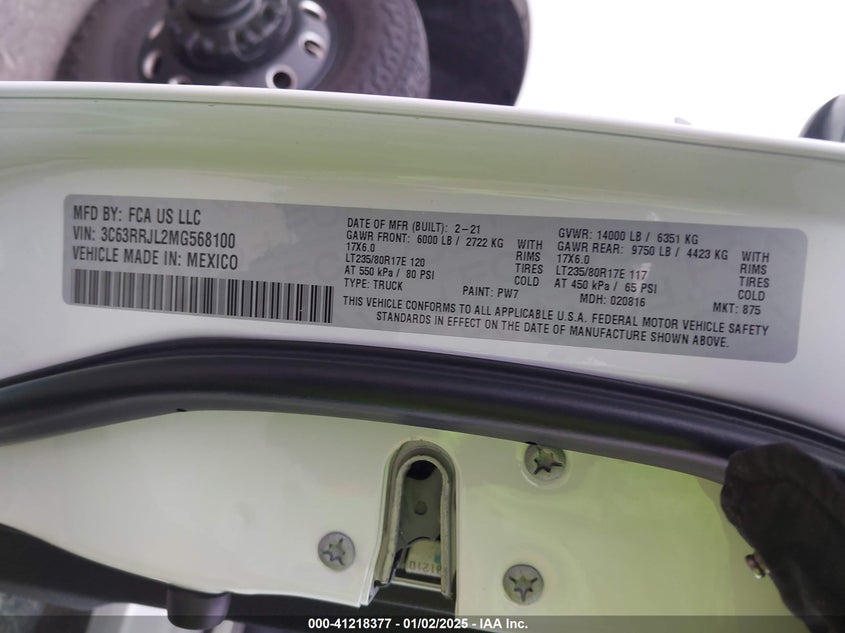 MFD BY: FCA US LLC
VIN: 3C63RRJL2MG568100
VEHICLE MADE IN: MEXICO
DATE OF MFR (BUILT): 2-21
GAWR FRONT: 6000 LB / 2722 KG WITH
17X6.0 RIMS
LT235/80R17E 120 TIRES
AT 550 kPa / 80 PSI COLD
TYPE: TRUCK PAINT: PW7
GVWR: 14000 LB / 6351 KG
GAWR REAR: 9750 LB / 4423 KG WITH
17X6.0 RIMS
LT235/80R17E 117 TIRES
AT 450 kPa / 65 PSI COLD
MDH: 020816 MKT: 875
THIS VEHICLE CONFORMS TO ALL APPLICABLE U.S.A. FEDERAL MOTOR VEHICLE SAFETY
STANDARDS IN EFFECT ON THE DATE OF MANUFACTURE SHOWN ABOVE.
000-41218377 - 01/02/2025 - IAA Inc.